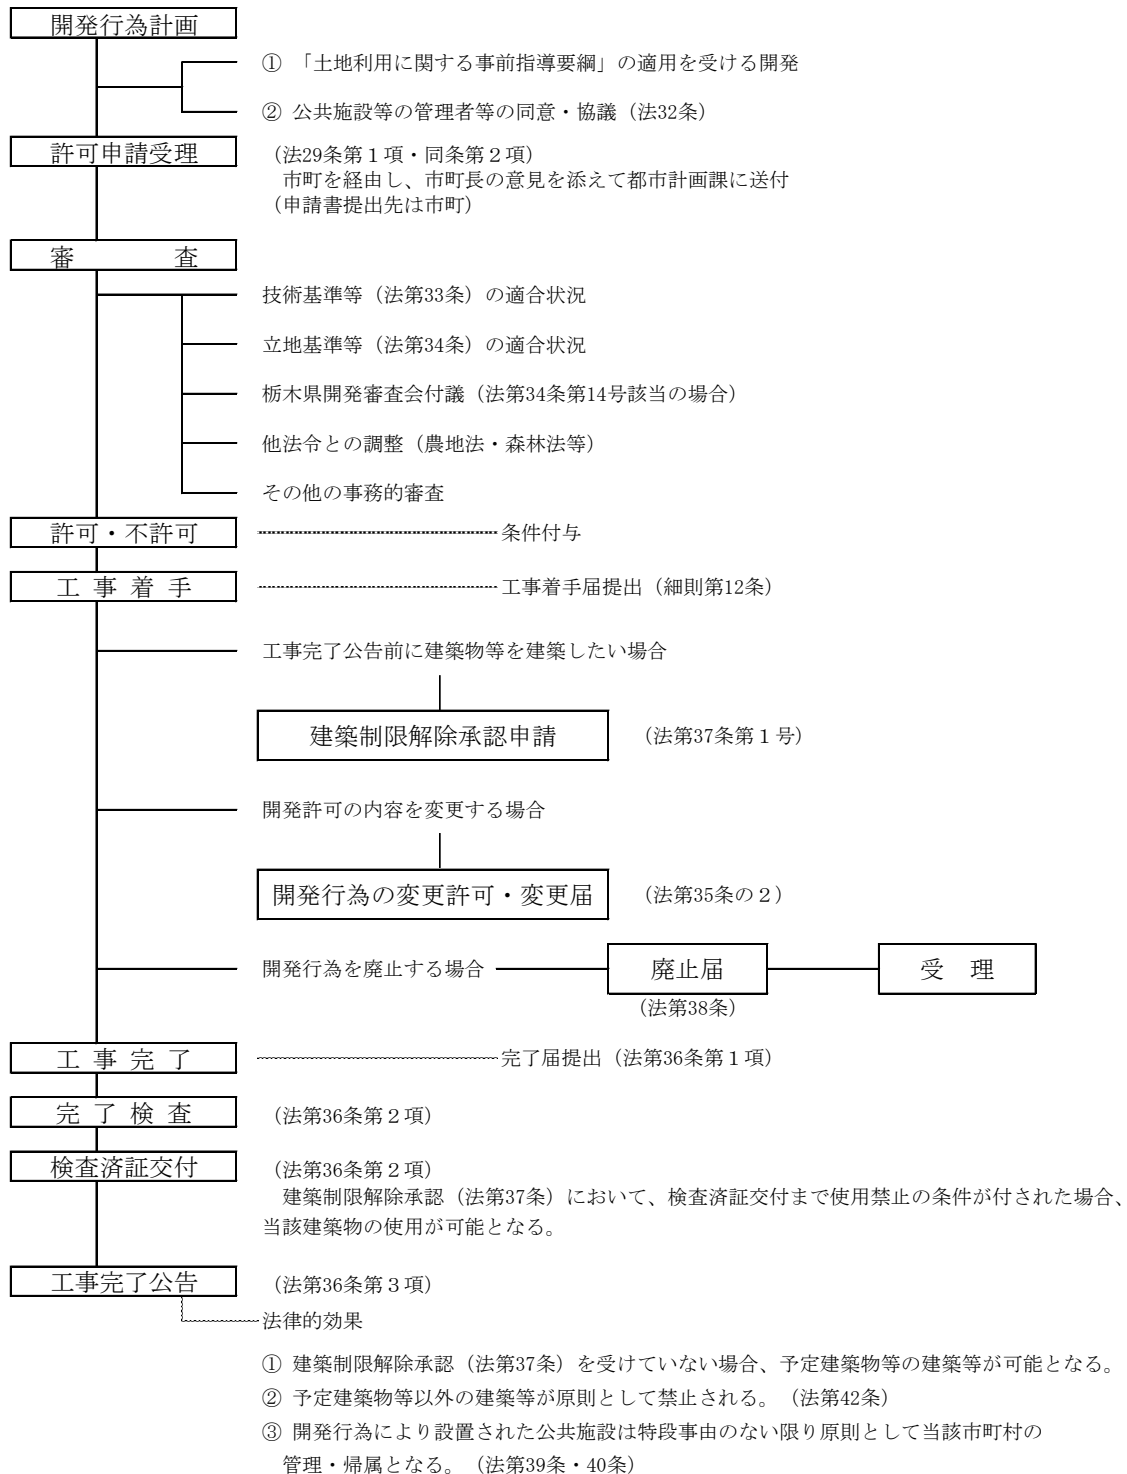 開発行為計画
① 「土地利用に関する事前指導要綱」の適用を受ける開発
② 公共施設等の管理者等の同意・協議（法32条）
許可申請受理 （法29条第１項・同条第２項）
市町を経由し、市町長の意見を添えて都市計画課に送付
（申請書提出先は市町）
審　　　査
技術基準等（法第33条）の適合状況
立地基準等（法第34条）の適合状況
栃木県開発審査会付議（法第34条第14号該当の場合）
他法令との調整（農地法・森林法等）
その他の事務的審査
許可・不許可 条件付与
工 事 着 手 工事着手届提出（細則第12条）
工事完了公告前に建築物等を建築したい場合
建築制限解除承認申請 （法第37条第１号）
開発許可の内容を変更する場合
開発行為の変更許可・変更届 （法第35条の２）
開発行為を廃止する場合 廃止届 受　理
（法第38条）
工 事 完 了 完了届提出（法第36条第１項）
完 了 検 査 （法第36条第２項）
検査済証交付 （法第36条第２項）
建築制限解除承認（法第37条）において、検査済証交付まで使用禁止の条件が付された場合、
当該建築物の使用が可能となる。
工事完了公告 （法第36条第３項）
法律的効果
① 建築制限解除承認（法第37条）を受けていない場合、予定建築物等の建築等が可能となる。
② 予定建築物等以外の建築等が原則として禁止される。（法第42条）
③ 開発行為により設置された公共施設は特段事由のない限り原則として当該市町村の
管理・帰属となる。（法第39条・40条）